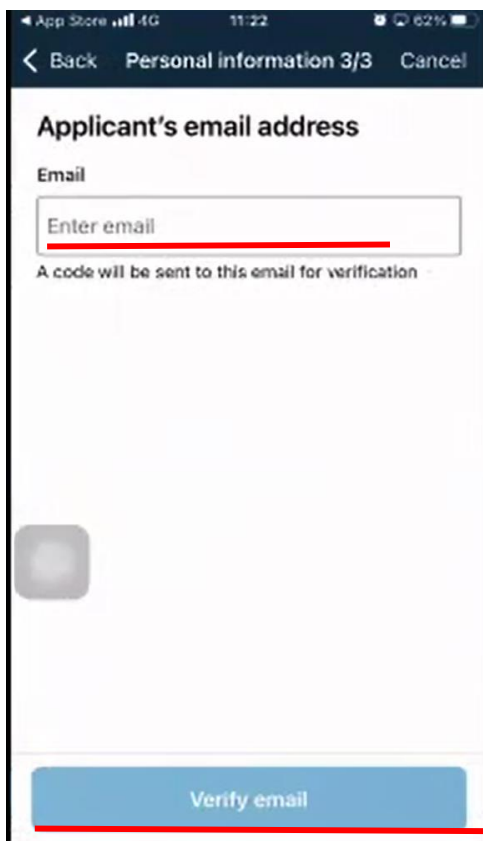 App Store 4G 11:22 62%
Back Personal information 3/3 Cancel
Applicant's email address
Email
Enter email
A code will be sent to this email for verification
Verify email